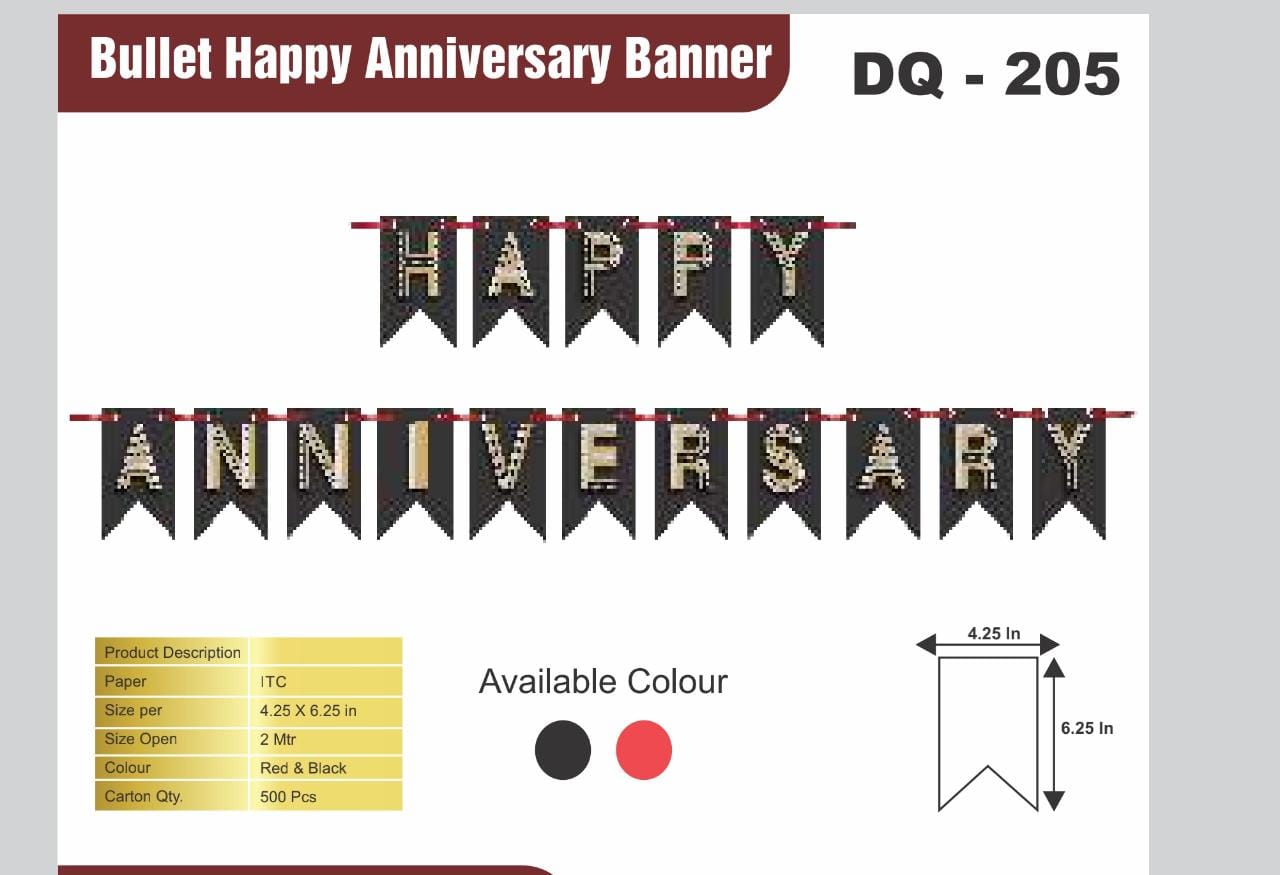 Bullet Happy Anniversary Banner
DQ - 205
HAPPY
ANNIVERSARY
Product Description
Paper ITC
Size per 4.25 X 6.25 in
Size Open 2 Mtr
Colour Red & Black
Carton Qty. 500 Pcs
Available Colour
4.25 In
6.25 In